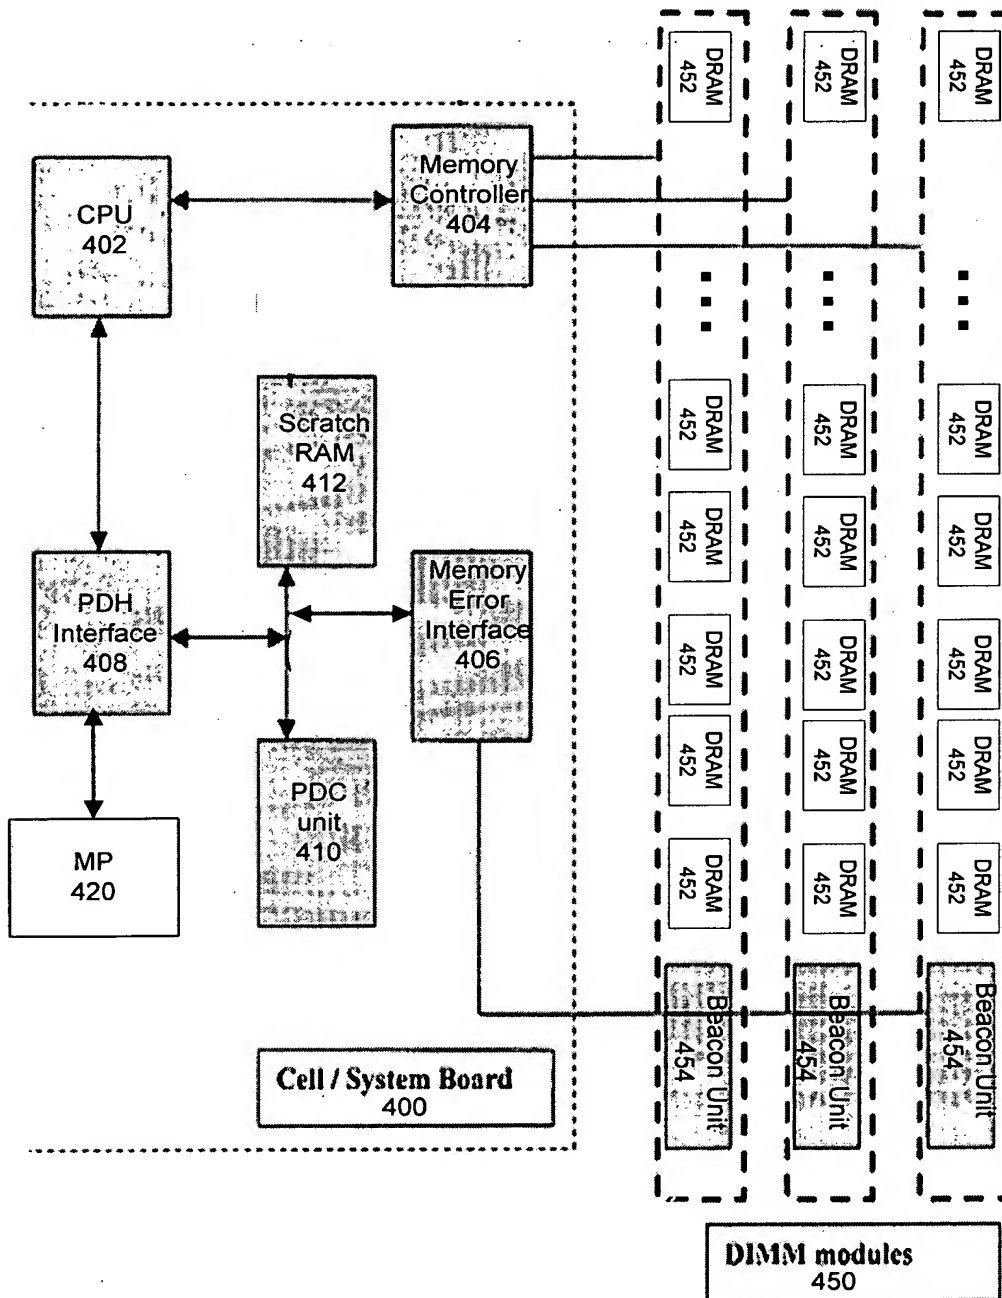 DRAM
452
DRAM
452
DRAM
452
Memory
Controller
404
CPU
402
Scratch
RAM
412
DRAM
452
DRAM
452
DRAM
452
DRAM
452
DRAM
452
DRAM
452
PDH
Interface
408
Memory
Error
Interface
406
DRAM
452
DRAM
452
DRAM
452
DRAM
452
DRAM
452
DRAM
452
PDC
unit
410
MP
420
DRAM
452
DRAM
452
DRAM
452
Beacon Unit
454
Beacon Unit
454
Beacon Unit
454
Cell / System Board
400
DIMM modules
450